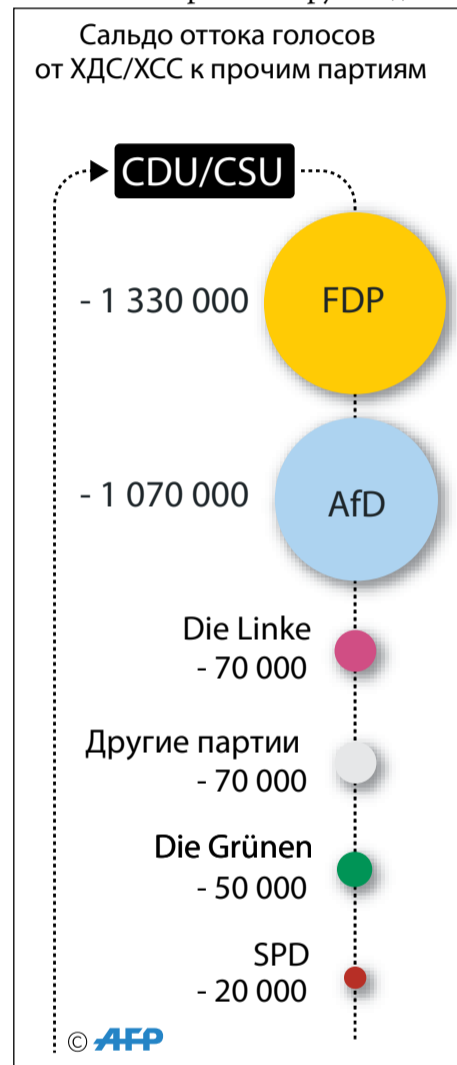 Сальдо оттока голосов
от ХДС/ХСС к прочим партиям
CDU/CSU
- 1 330 000 FDP
- 1 070 000 AfD
Die Linke
- 70 000
Другие партии
- 70 000
Die Grünen
- 50 000
SPD
- 20 000
© AFP